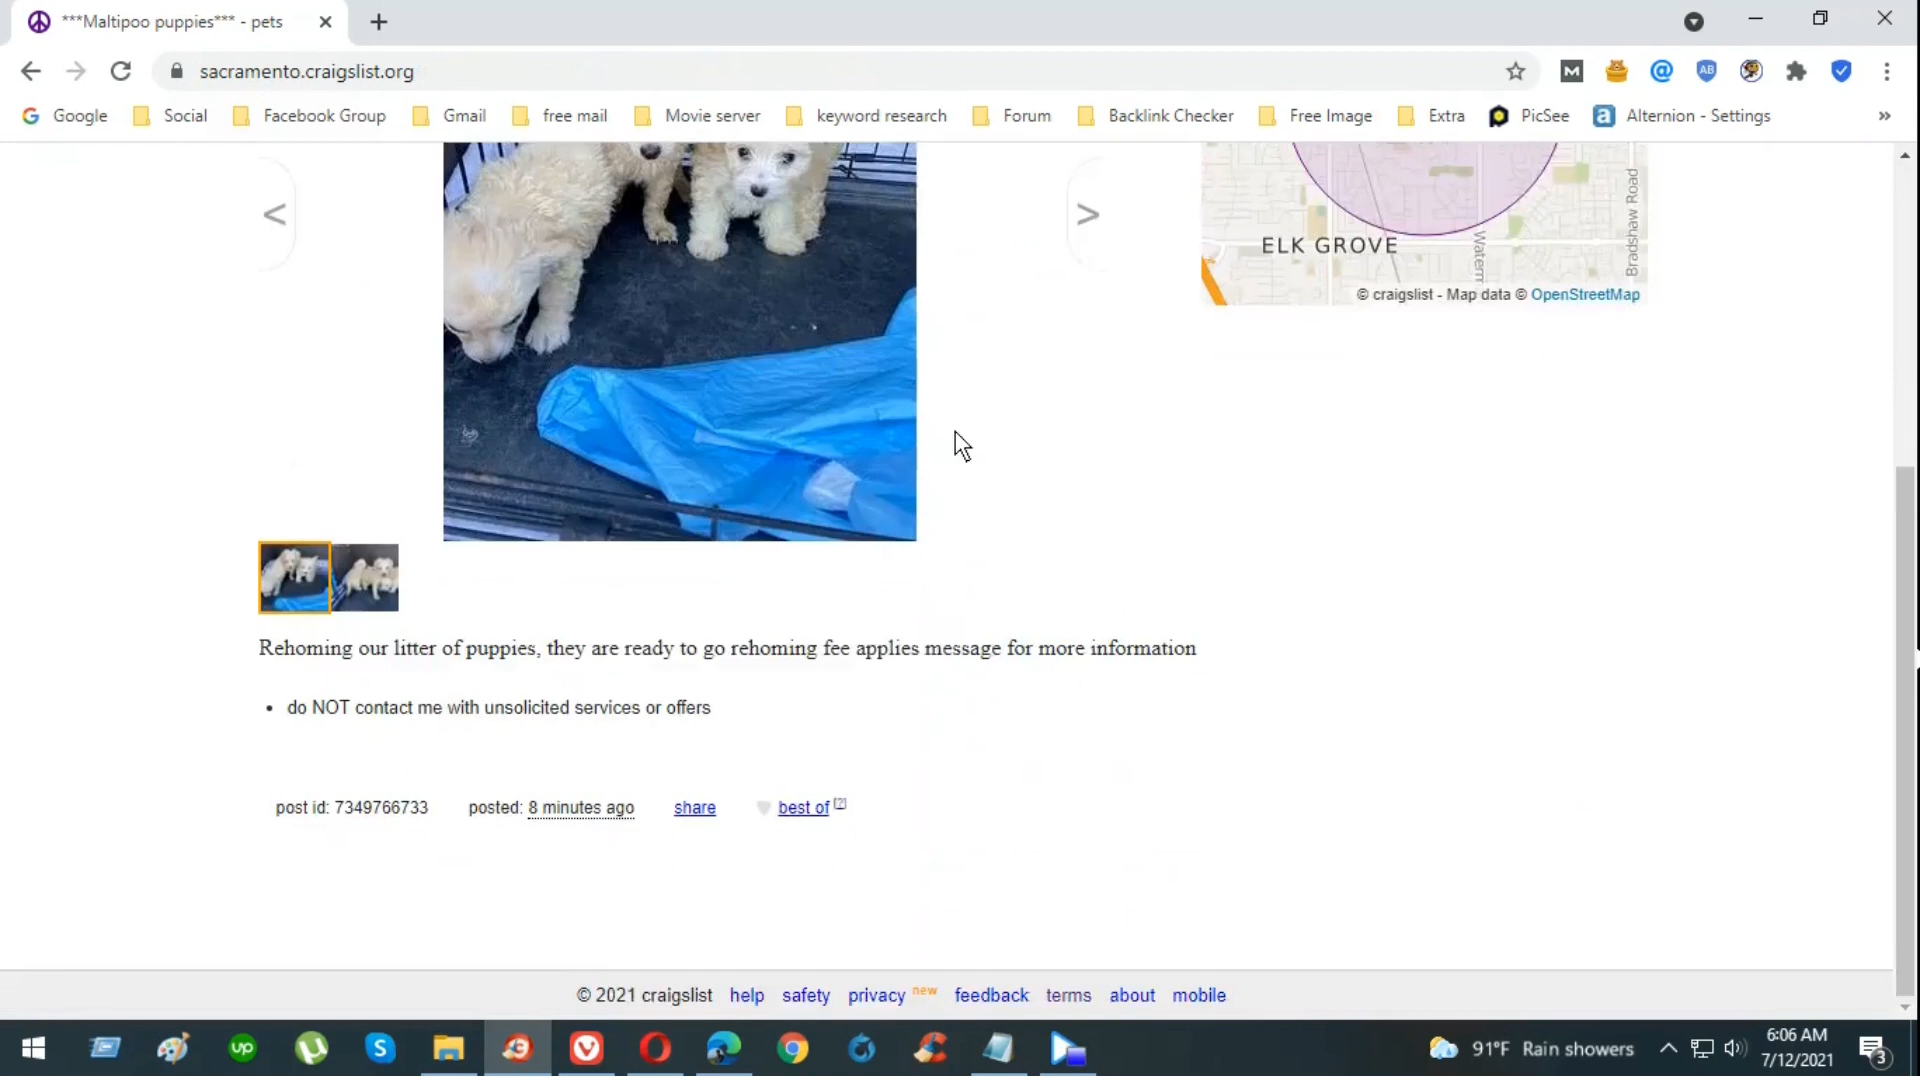 ***Maltipoo puppies*** - pets
sacramento.craigslist.org
M
@
AB
Google Social Facebook Group Gmail free mail Movie server keyword research Forum Backlink Checker Free Image Extra PicSee a Alternion - Settings »
< >
ELK GROVE
Bradshaw Road
Waterm
© craigslist - Map data © OpenStreetMap
Rehoming our litter of puppies, they are ready to go rehoming fee applies message for more information
• do NOT contact me with unsolicited services or offers
post id: 7349766733 posted: 8 minutes ago share best of [?]
© 2021 craigslist help safety privacy new feedback terms about mobile
up
S
91°F Rain showers
6:06 AM
7/12/2021
3